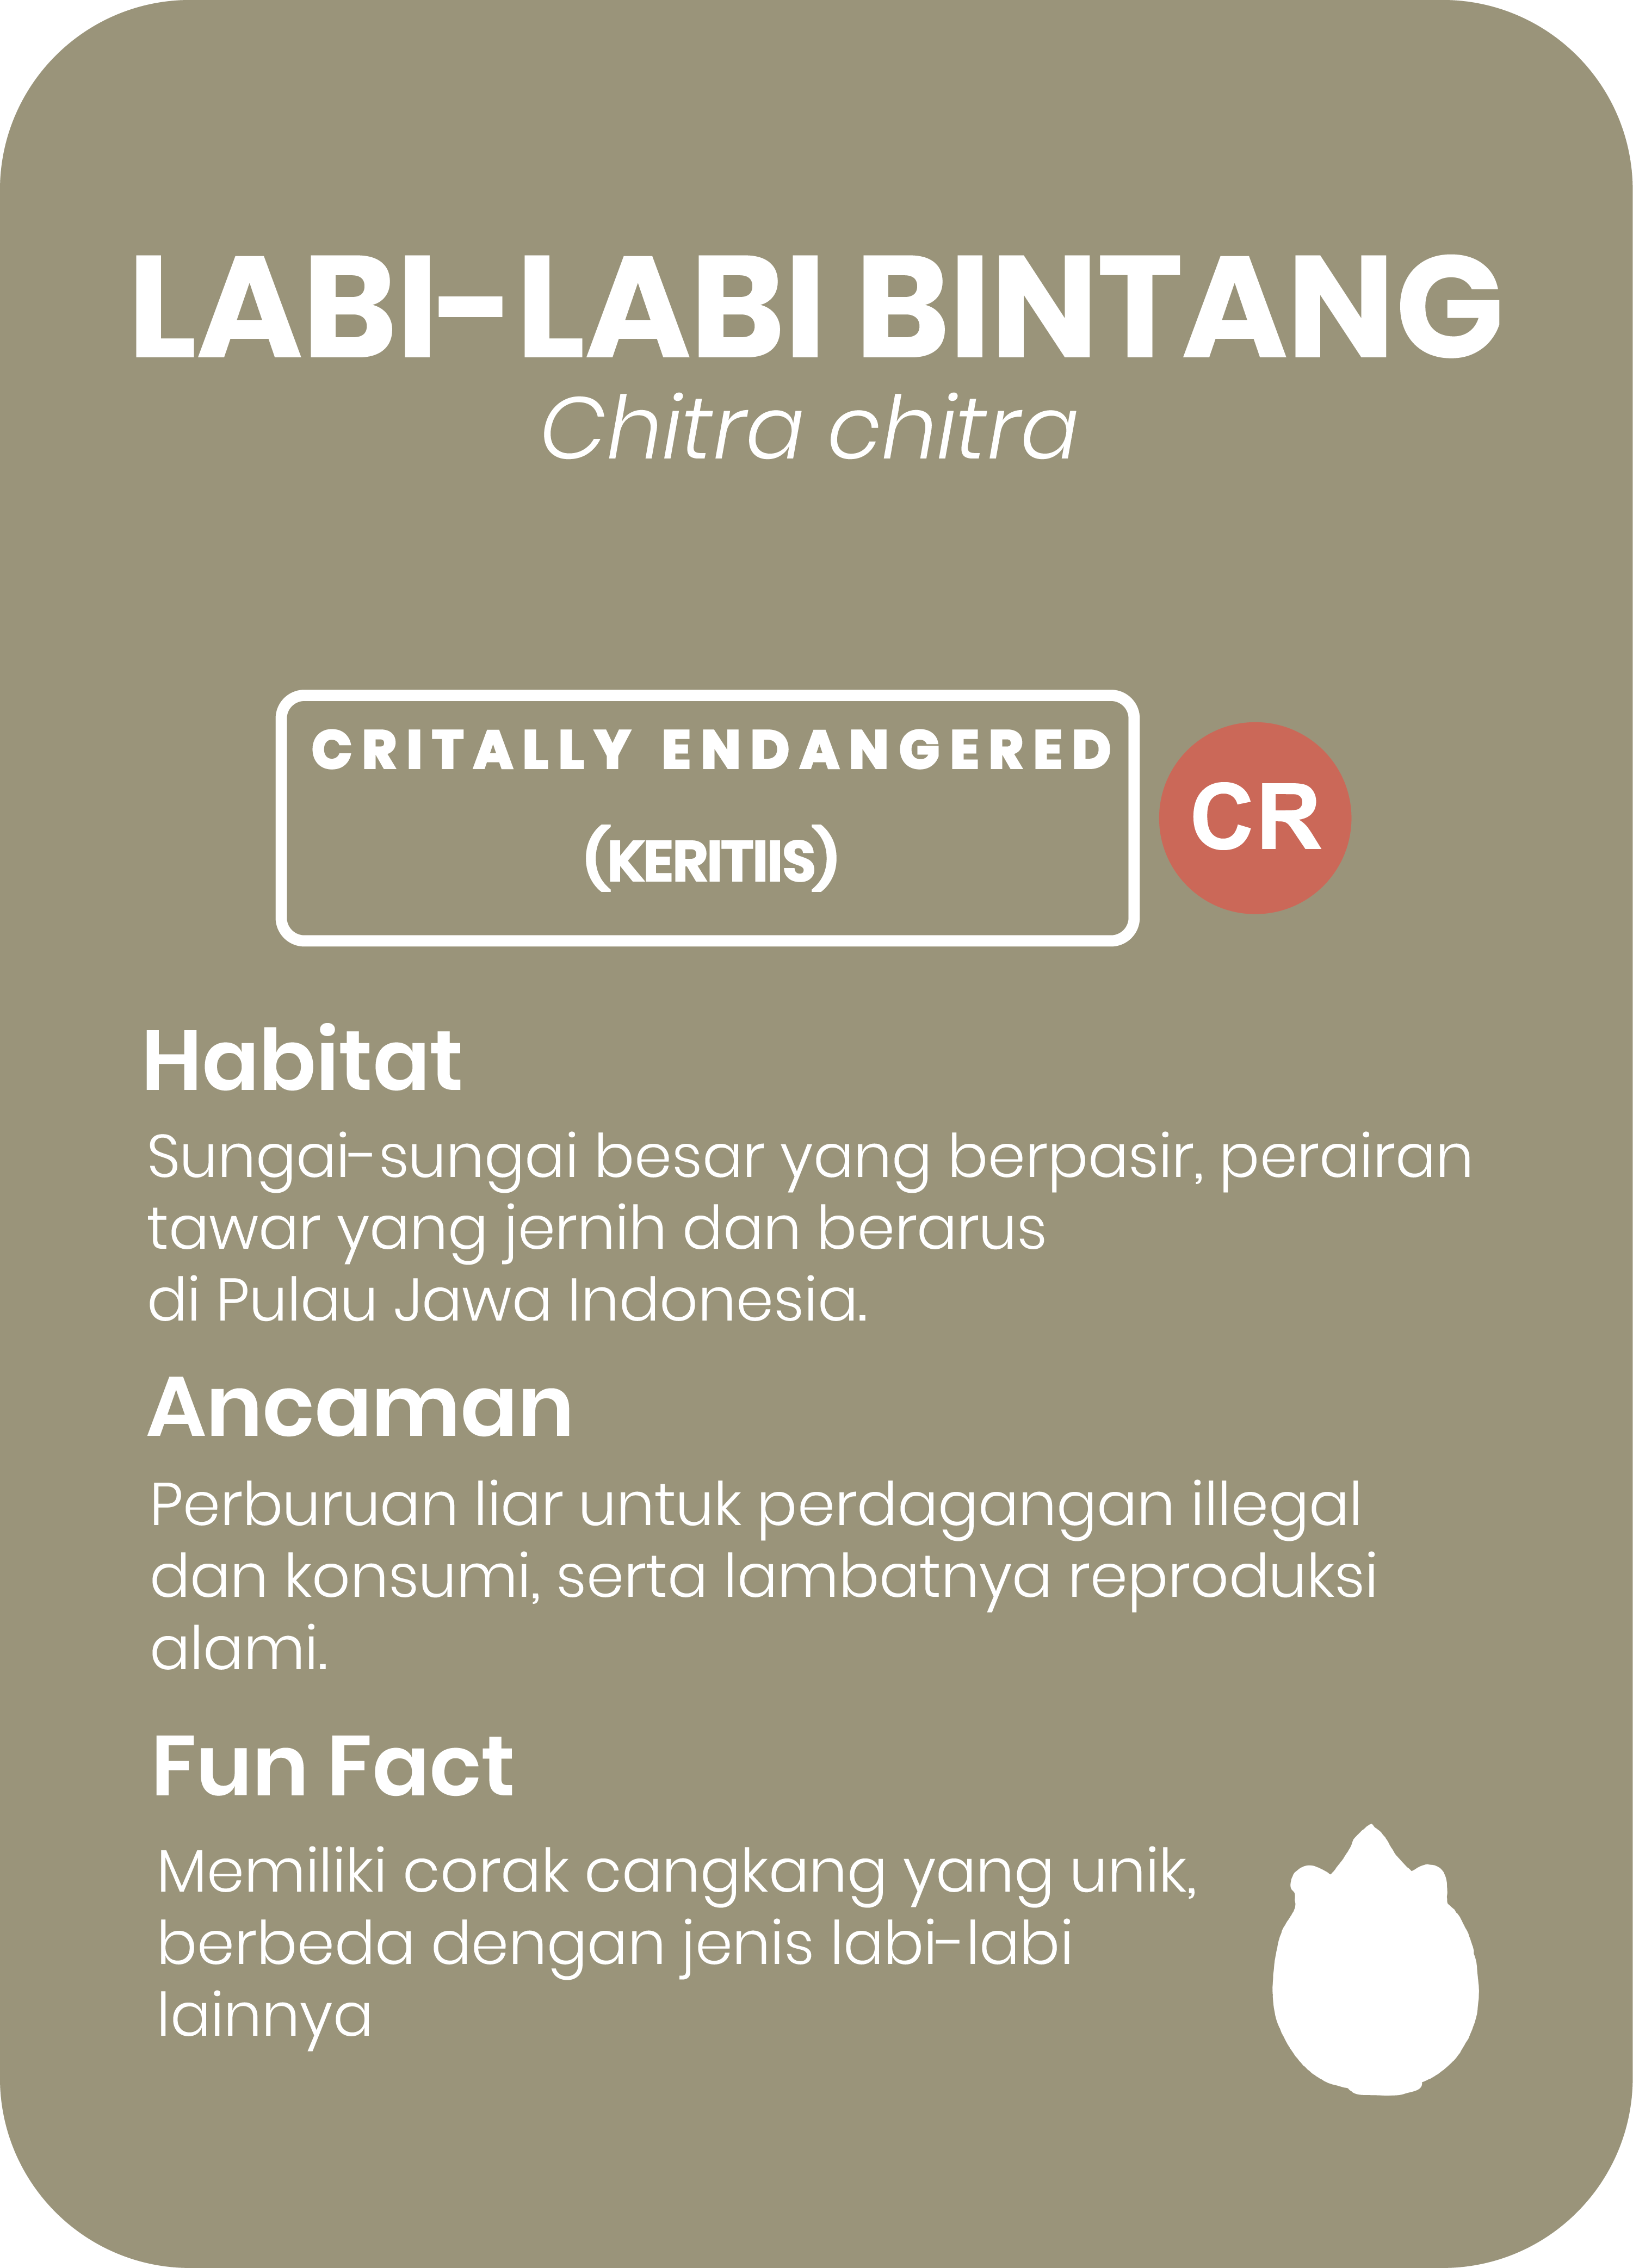 LABI-LABI BINTANG
Chitra chitra
CRITALLY ENDANGERED
(KERITIIS)
CR
Habitat
Sungai-sungai besar yang berpasir, perairan
tawar yang jernih dan berarus
di Pulau Jawa Indonesia.
Ancaman
Perburuan liar untuk perdagangan illegal
dan konsumi, serta lambatnya reproduksi
alami.
Fun Fact
Memiliki corak cangkang yang unik,
berbeda dengan jenis labi-labi
lainnya